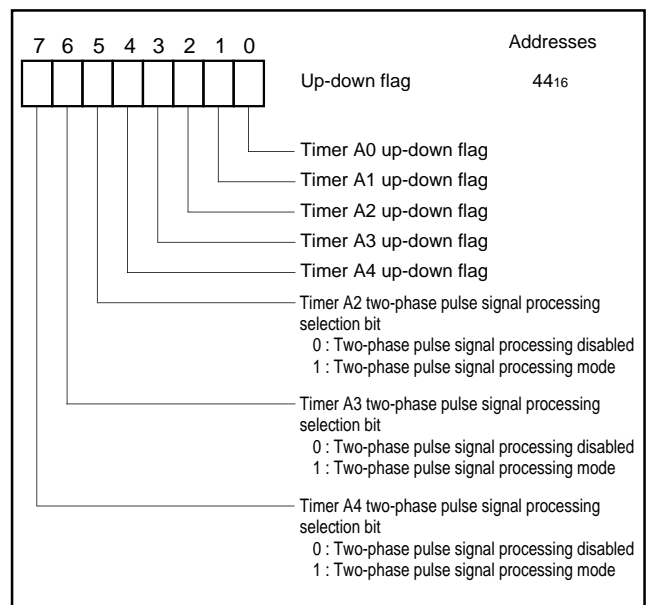 Addresses
7 6 5 4 3 2 1 0
Up-down flag 44₁₆
Timer A0 up-down flag
Timer A1 up-down flag
Timer A2 up-down flag
Timer A3 up-down flag
Timer A4 up-down flag
Timer A2 two-phase pulse signal processing
selection bit
0 : Two-phase pulse signal processing disabled
1 : Two-phase pulse signal processing mode
Timer A3 two-phase pulse signal processing
selection bit
0 : Two-phase pulse signal processing disabled
1 : Two-phase pulse signal processing mode
Timer A4 two-phase pulse signal processing
selection bit
0 : Two-phase pulse signal processing disabled
1 : Two-phase pulse signal processing mode